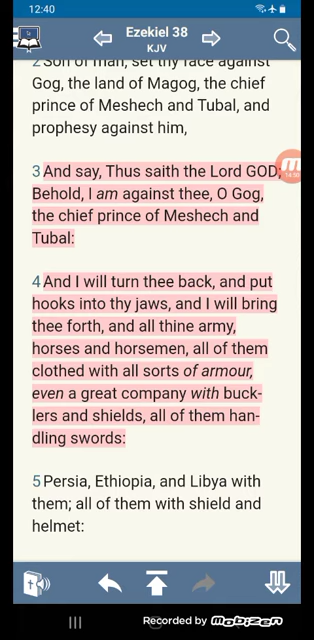 12:40
Ezekiel 38
KJV
2 Son of man, set thy face against
Gog, the land of Magog, the chief
prince of Meshech and Tubal, and
prophesy against him,
3 And say, Thus saith the Lord GOD;
Behold, I am against thee, O Gog,
the chief prince of Meshech and
Tubal:
4 And I will turn thee back, and put
hooks into thy jaws, and I will bring
thee forth, and all thine army,
horses and horsemen, all of them
clothed with all sorts of armour,
even a great company with buck-
lers and shields, all of them han-
dling swords:
5 Persia, Ethiopia, and Libya with
them; all of them with shield and
helmet:
Recorded by mobizen